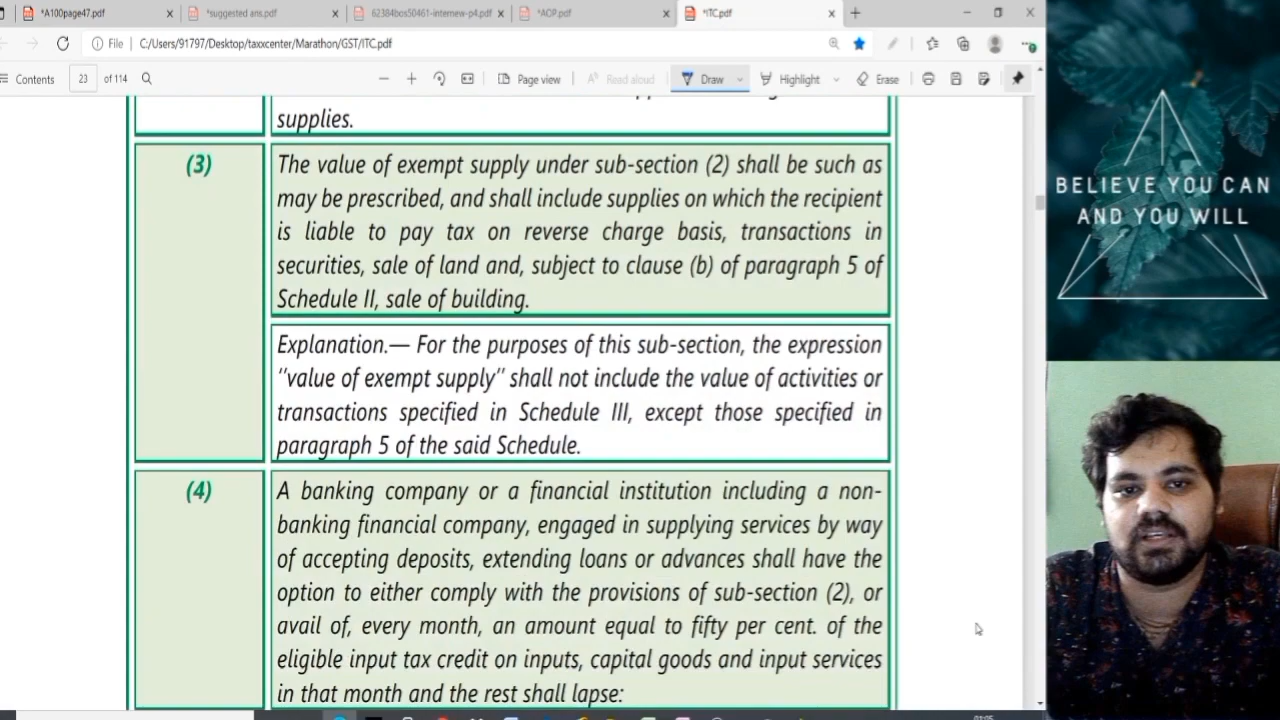 *A100page47.pdf
*suggested ans.pdf
62384bos50461-internew-p4.pdf
*AOP.pdf
*ITC.pdf
File
C:/Users/91797/Desktop/taxxcenter/Marathon/GST/ITC.pdf
Contents
23 of 114
Page view
Read aloud
Draw
Highlight
Erase
supplies.
(3)
The value of exempt supply under sub-section (2) shall be such as
may be prescribed, and shall include supplies on which the recipient
is liable to pay tax on reverse charge basis, transactions in
securities, sale of land and, subject to clause (b) of paragraph 5 of
Schedule II, sale of building.
Explanation.— For the purposes of this sub-section, the expression
"value of exempt supply" shall not include the value of activities or
transactions specified in Schedule III, except those specified in
paragraph 5 of the said Schedule.
(4)
A banking company or a financial institution including a non-
banking financial company, engaged in supplying services by way
of accepting deposits, extending loans or advances shall have the
option to either comply with the provisions of sub-section (2), or
avail of, every month, an amount equal to fifty per cent. of the
eligible input tax credit on inputs, capital goods and input services
in that month and the rest shall lapse:
BELIEVE YOU CAN
AND YOU WILL